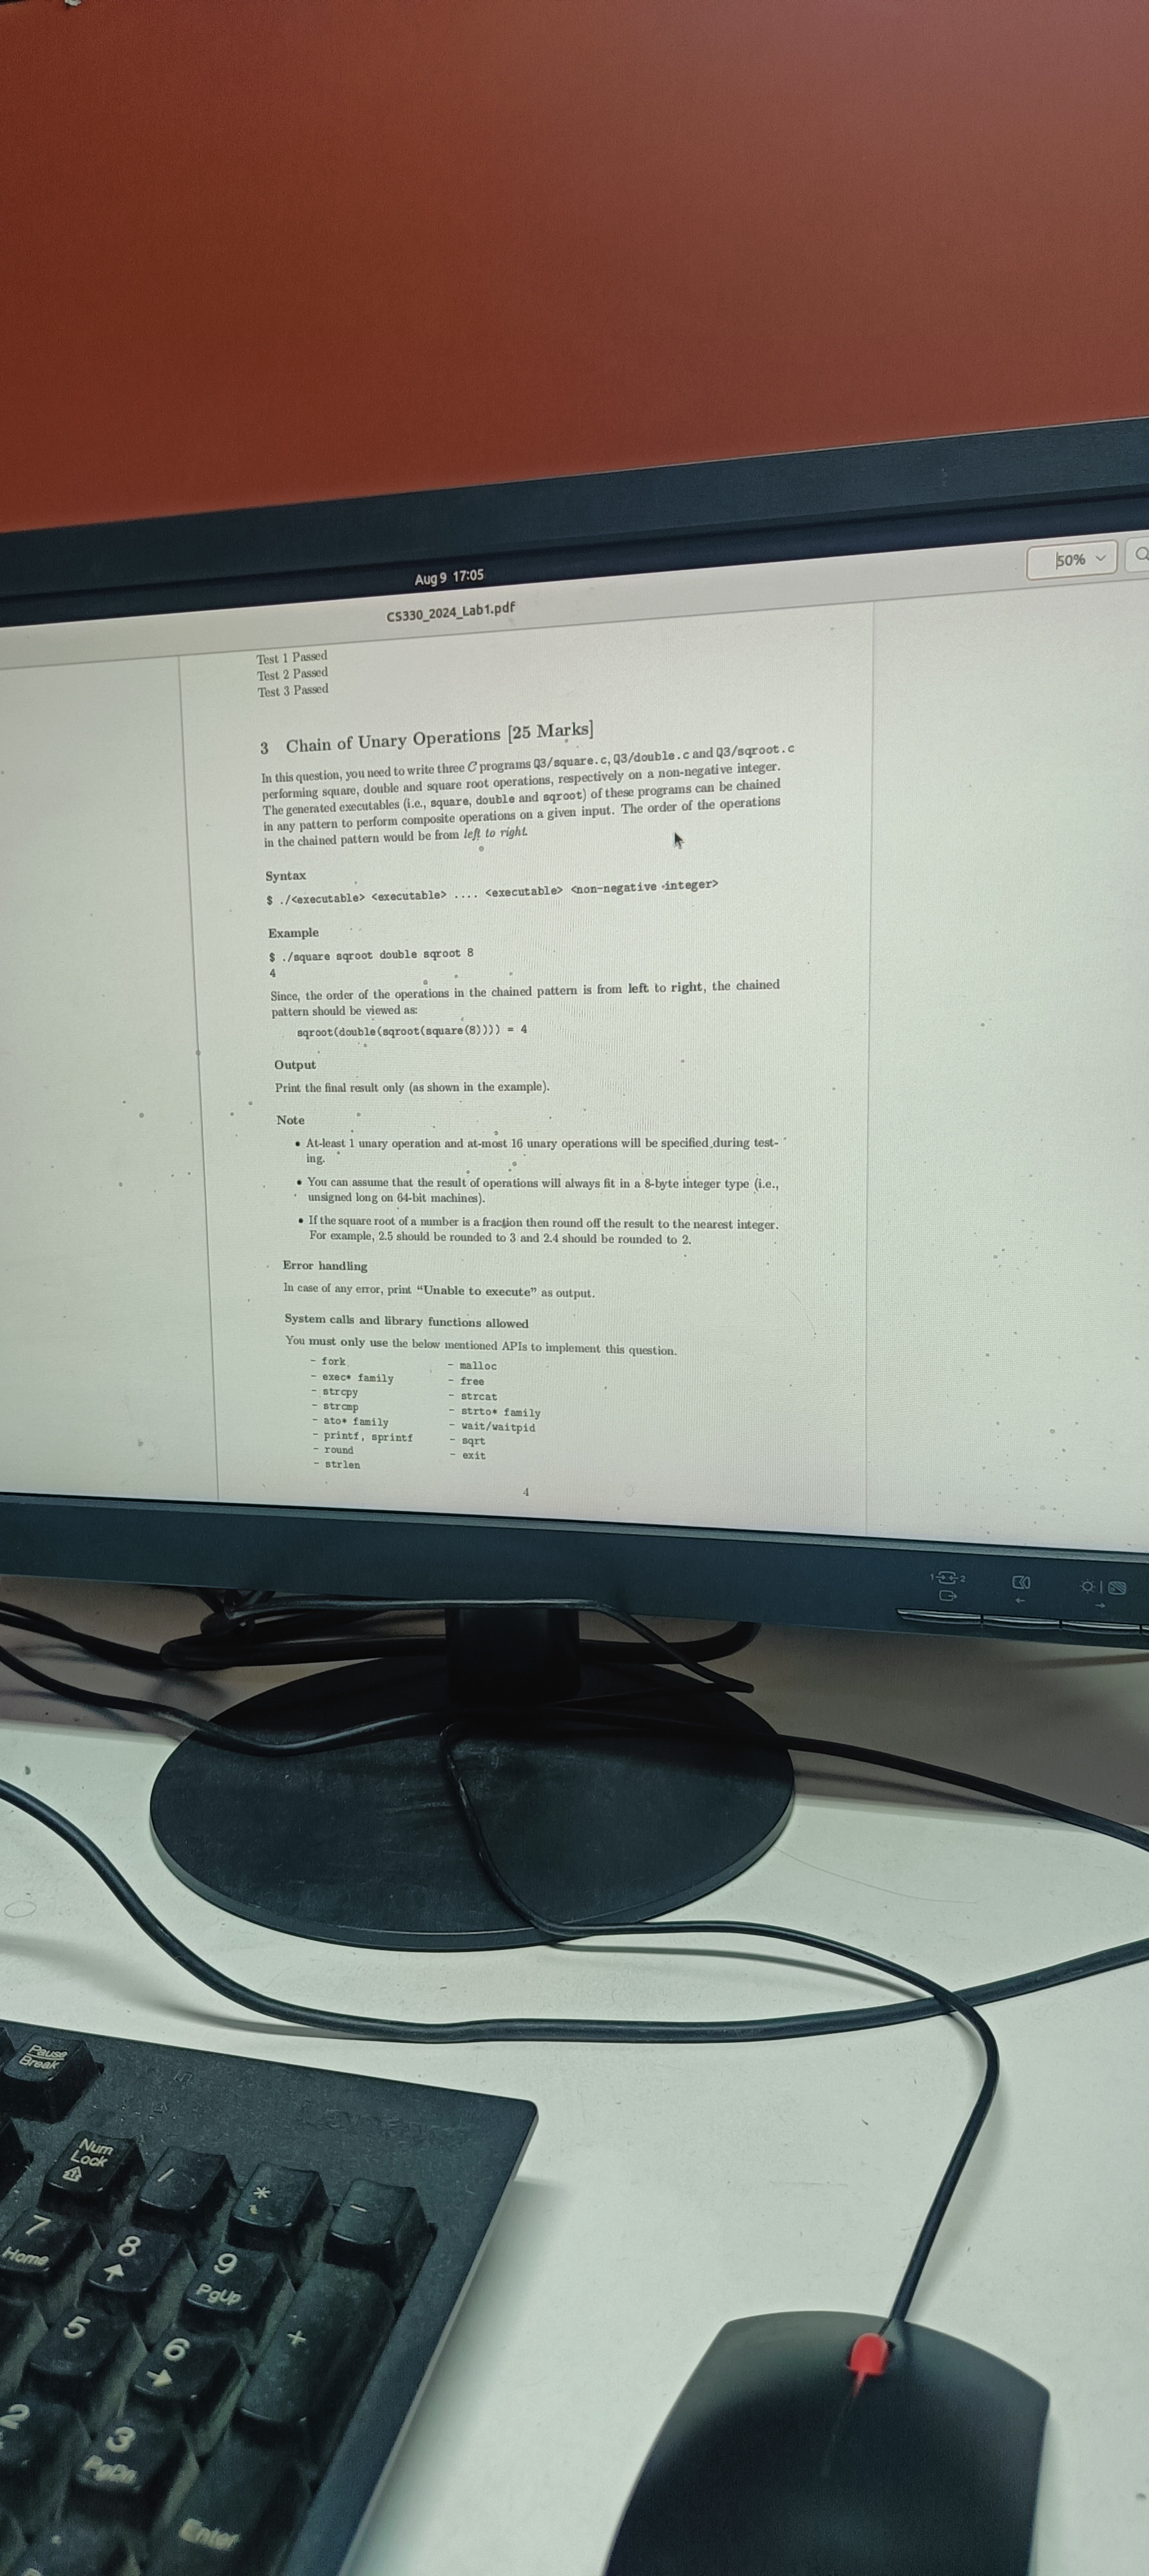 Aug 9 17:05
CS330_2024_Lab1.pdf
50%
Test 1 Passed
Test 2 Passed
Test 3 Passed
3 Chain of Unary Operations [25 Marks]
In this question, you need to write three C programs Q3/square.c, Q3/double.c and Q3/sqroot.c
performing square, double and square root operations, respectively on a non-negative integer.
The generated executables (i.e., square, double and sqroot) of these programs can be chained
in any pattern to perform composite operations on a given input. The order of the operations
in the chained pattern would be from left to right.
Syntax
$ ./<executable> <executable> .... <executable> <non-negative integer>
Example
$ ./square sqroot double sqroot 8
4
Since, the order of the operations in the chained pattern is from left to right, the chained
pattern should be viewed as:
sqroot(double(sqroot(square(8)))) = 4
Output
Print the final result only (as shown in the example).
Note
• At-least 1 unary operation and at-most 16 unary operations will be specified during test-
ing.
• You can assume that the result of operations will always fit in a 8-byte integer type (i.e.,
unsigned long on 64-bit machines).
• If the square root of a number is a fraction then round off the result to the nearest integer.
For example, 2.5 should be rounded to 3 and 2.4 should be rounded to 2.
Error handling
In case of any error, print “Unable to execute” as output.
System calls and library functions allowed
You must only use the below mentioned APIs to implement this question.
- fork
- exec* family
- strcpy
- strcmp
- ato* family
- printf, sprintf
- round
- strlen
- malloc
- free
- strcat
- strto* family
- wait/waitpid
- sqrt
- exit
4
1 2
Pause
Break
Num
Lock
/
*
-
7
Home
8
9
PgUp
+
5
6
2
3
PgDn
Enter